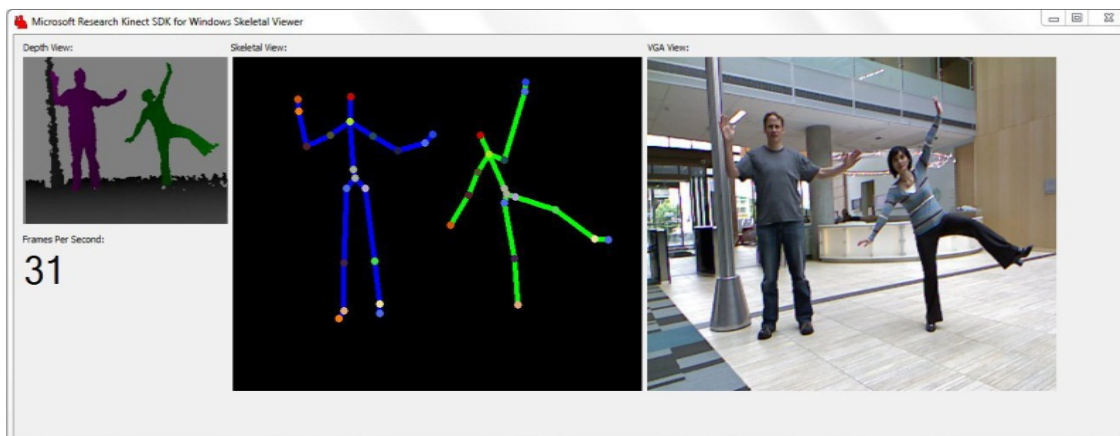 Microsoft Research Kinect SDK for Windows Skeletal Viewer
Depth View:
Skeletal View:
VGA View:
Frames Per Second:
31